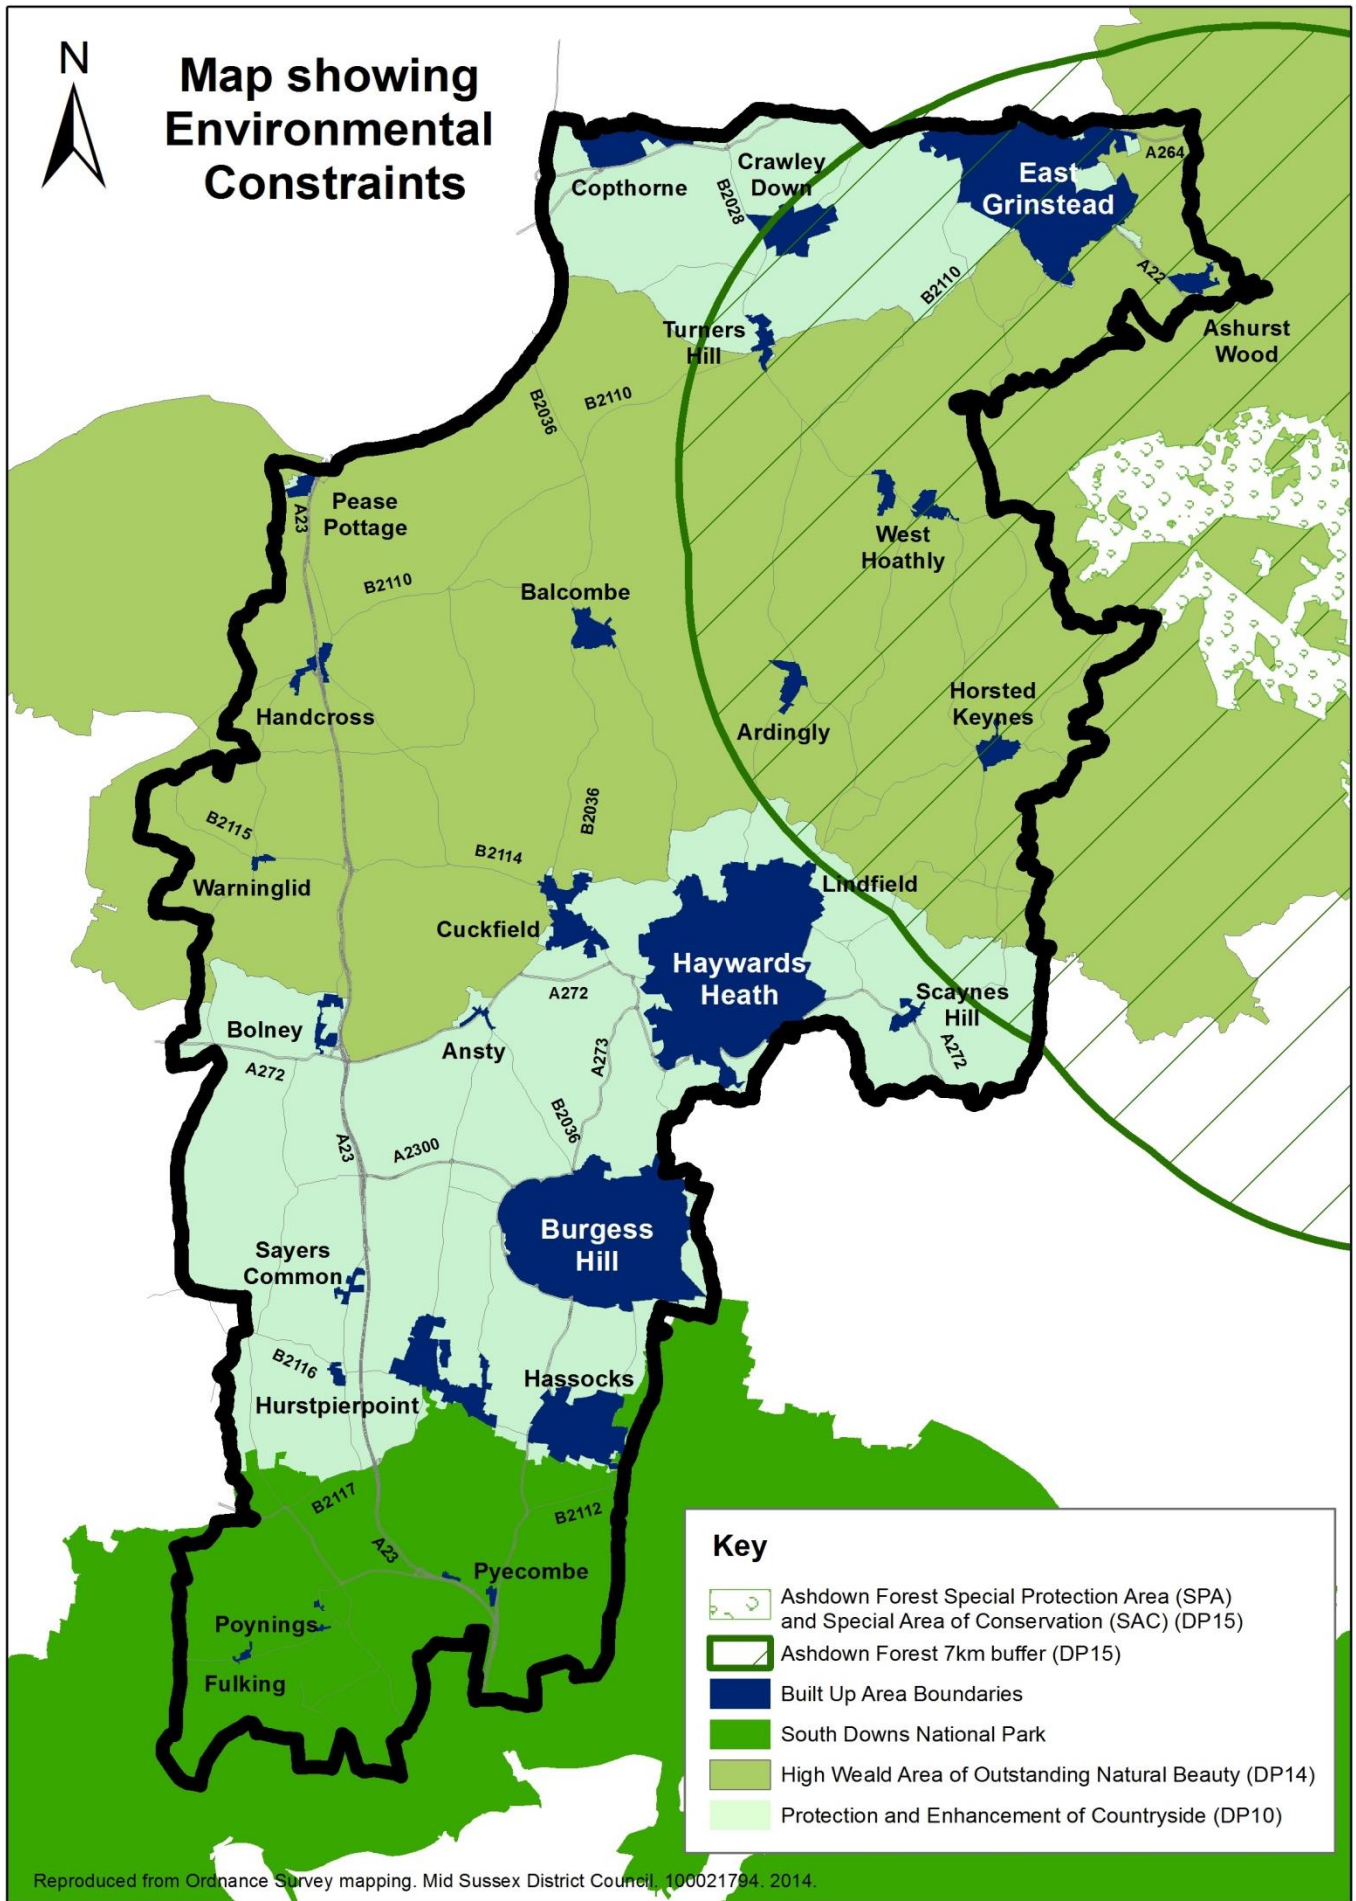 N
Map showing
Environmental
Constraints
Copthorne
Crawley
Down
B2028
East
Grinstead
A264
A22
B2110
Ashurst
Wood
Turners
Hill
B2036
B2110
Pease
Pottage
A23
West
Hoathly
B2110
Balcombe
Handcross
Ardingly
Horsted
Keynes
B2036
B2115
B2114
Warninglid
Lindfield
Cuckfield
Haywards
Heath
A272
Scaynes
Hill
Bolney
Ansty
A272
A273
A272
B2036
A23
A2300
Burgess
Hill
Sayers
Common
B2116
Hassocks
Hurstpierpoint
B2117
B2112
A23
Pyecombe
Poynings
Fulking
Key
Ashdown Forest Special Protection Area (SPA)
and Special Area of Conservation (SAC) (DP15)
Ashdown Forest 7km buffer (DP15)
Built Up Area Boundaries
South Downs National Park
High Weald Area of Outstanding Natural Beauty (DP14)
Protection and Enhancement of Countryside (DP10)
Reproduced from Ordnance Survey mapping. Mid Sussex District Council. 100021794. 2014.